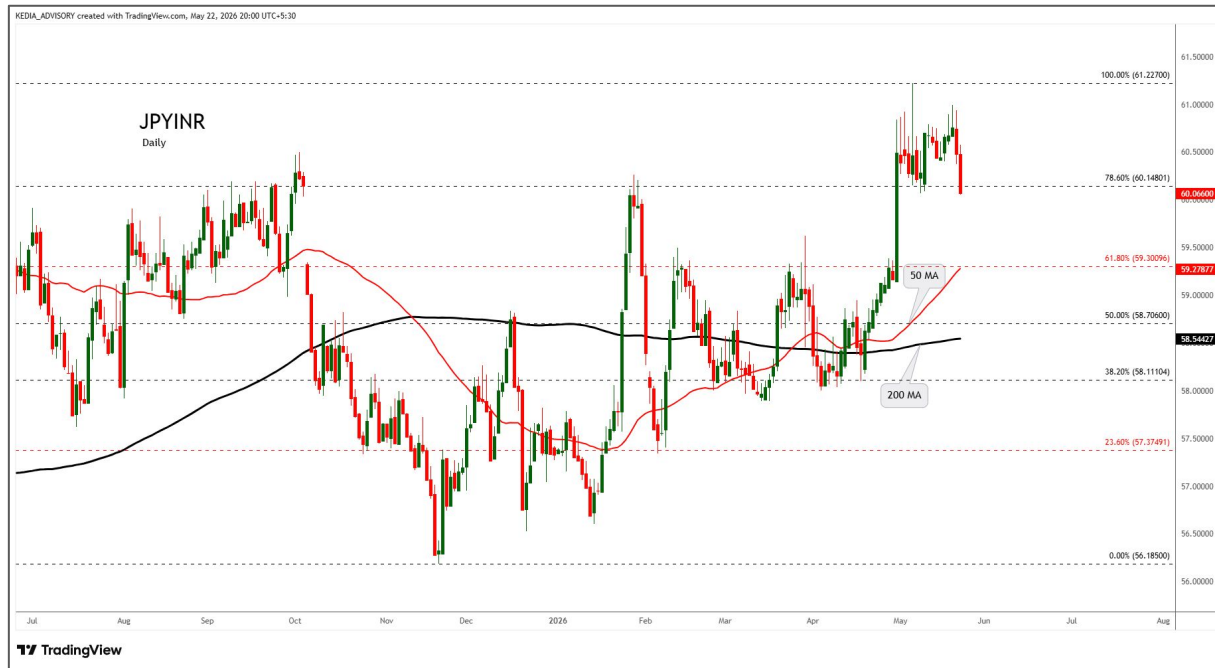 KEDIA_ADVISORY created with TradingView.com, May 22, 2026 20:00 UTC+5:30
JPYINR
Daily
61.50000
100.00% (61.22700)
61.00000
60.50000
78.60% (60.14801)
60.06600
59.50000
61.80% (59.30096)
59.27877
50 MA
59.00000
50.00% (58.70600)
58.54427
38.20% (58.11104)
58.00000
200 MA
57.50000
23.60% (57.37491)
57.00000
56.50000
0.00% (56.18500)
56.00000
Jul Aug Sep Oct Nov Dec 2026 Feb Mar Apr May Jun Jul Aug
TradingView